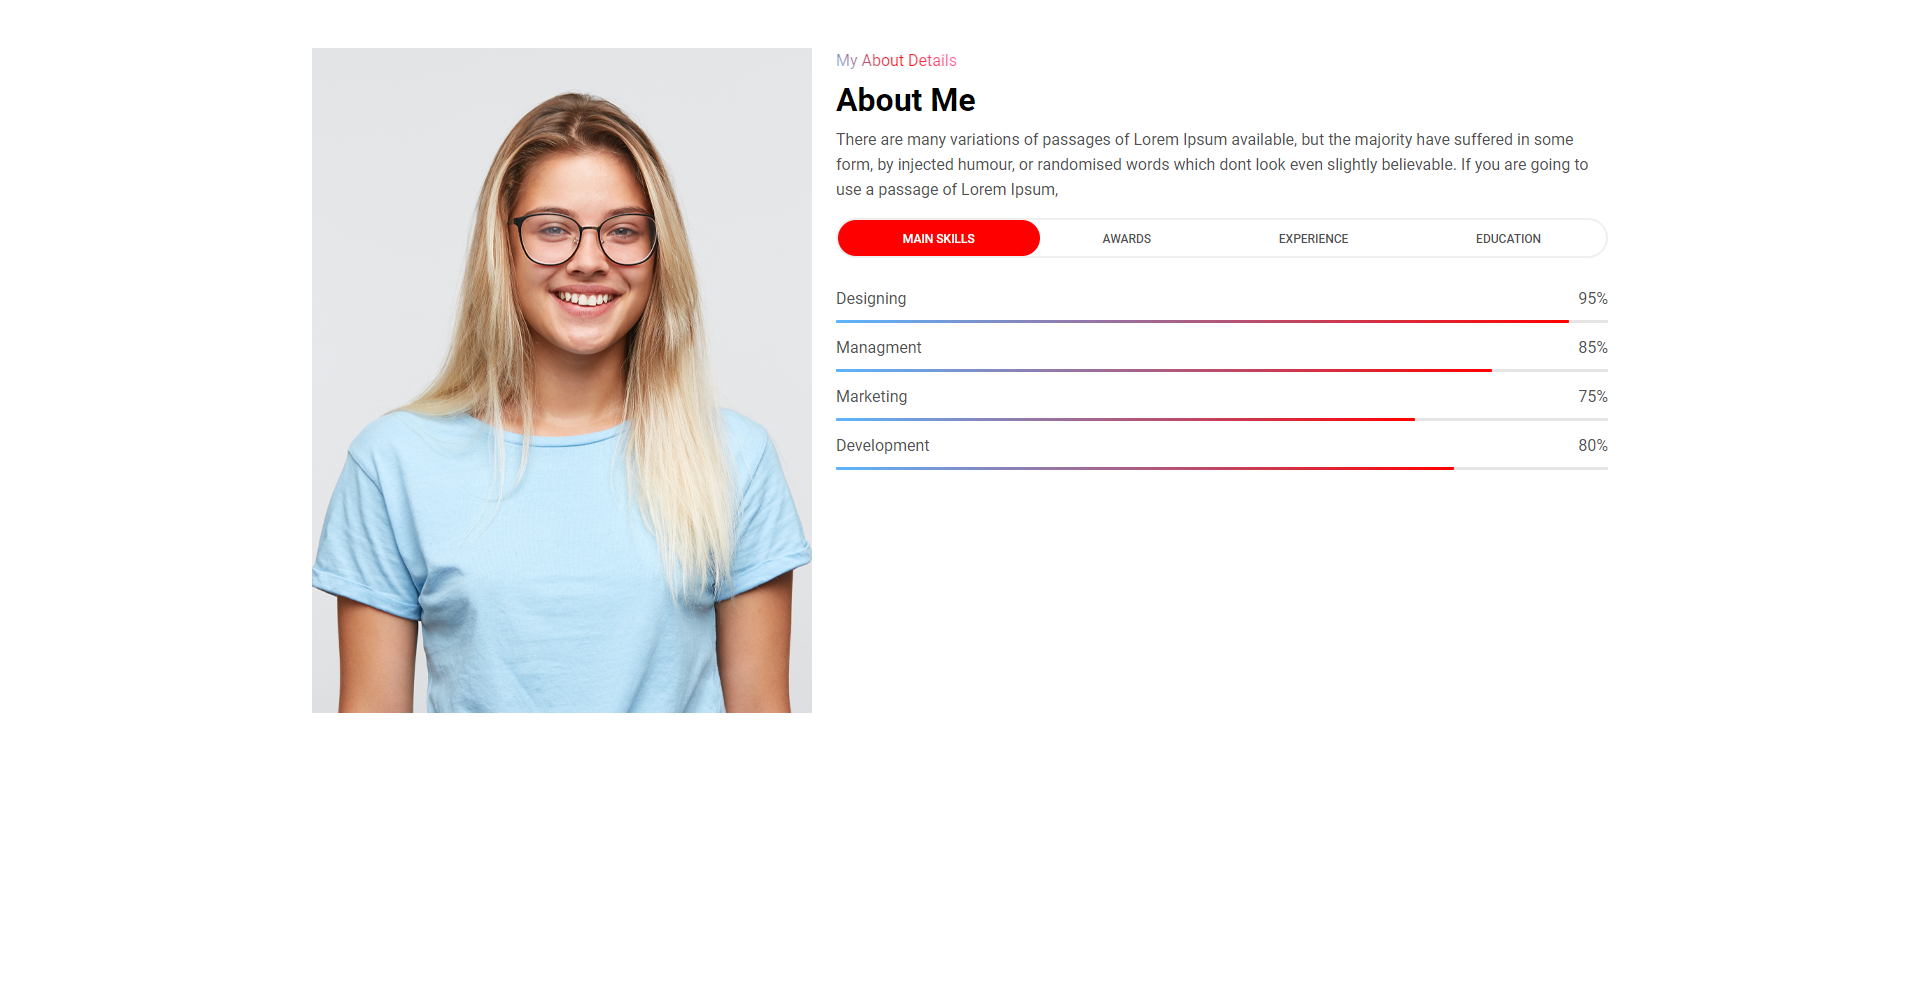 My About Details
About Me
There are many variations of passages of Lorem Ipsum available, but the majority have suffered in some
form, by injected humour, or randomised words which dont look even slightly believable. If you are going to
use a passage of Lorem Ipsum,
MAIN SKILLS AWARDS EXPERIENCE EDUCATION
Designing 95%
Managment 85%
Marketing 75%
Development 80%